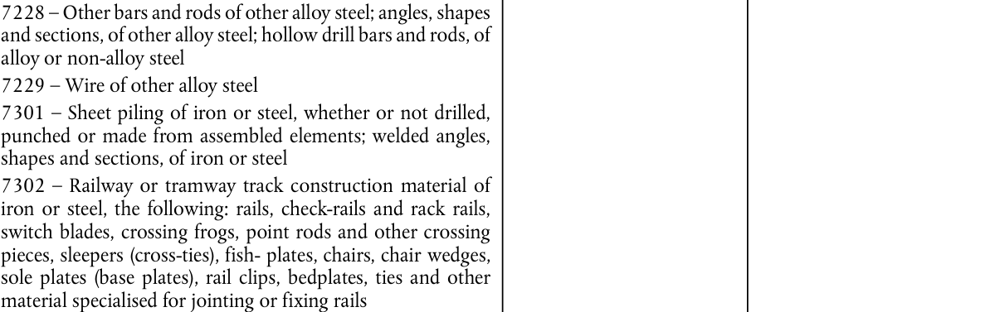 7228 – Other bars and rods of other alloy steel; angles, shapes
and sections, of other alloy steel; hollow drill bars and rods, of
alloy or non-alloy steel
7229 – Wire of other alloy steel
7301 – Sheet piling of iron or steel, whether or not drilled,
punched or made from assembled elements; welded angles,
shapes and sections, of iron or steel
7302 – Railway or tramway track construction material of
iron or steel, the following: rails, check-rails and rack rails,
switch blades, crossing frogs, point rods and other crossing
pieces, sleepers (cross-ties), fish- plates, chairs, chair wedges,
sole plates (base plates), rail clips, bedplates, ties and other
material specialised for jointing or fixing rails